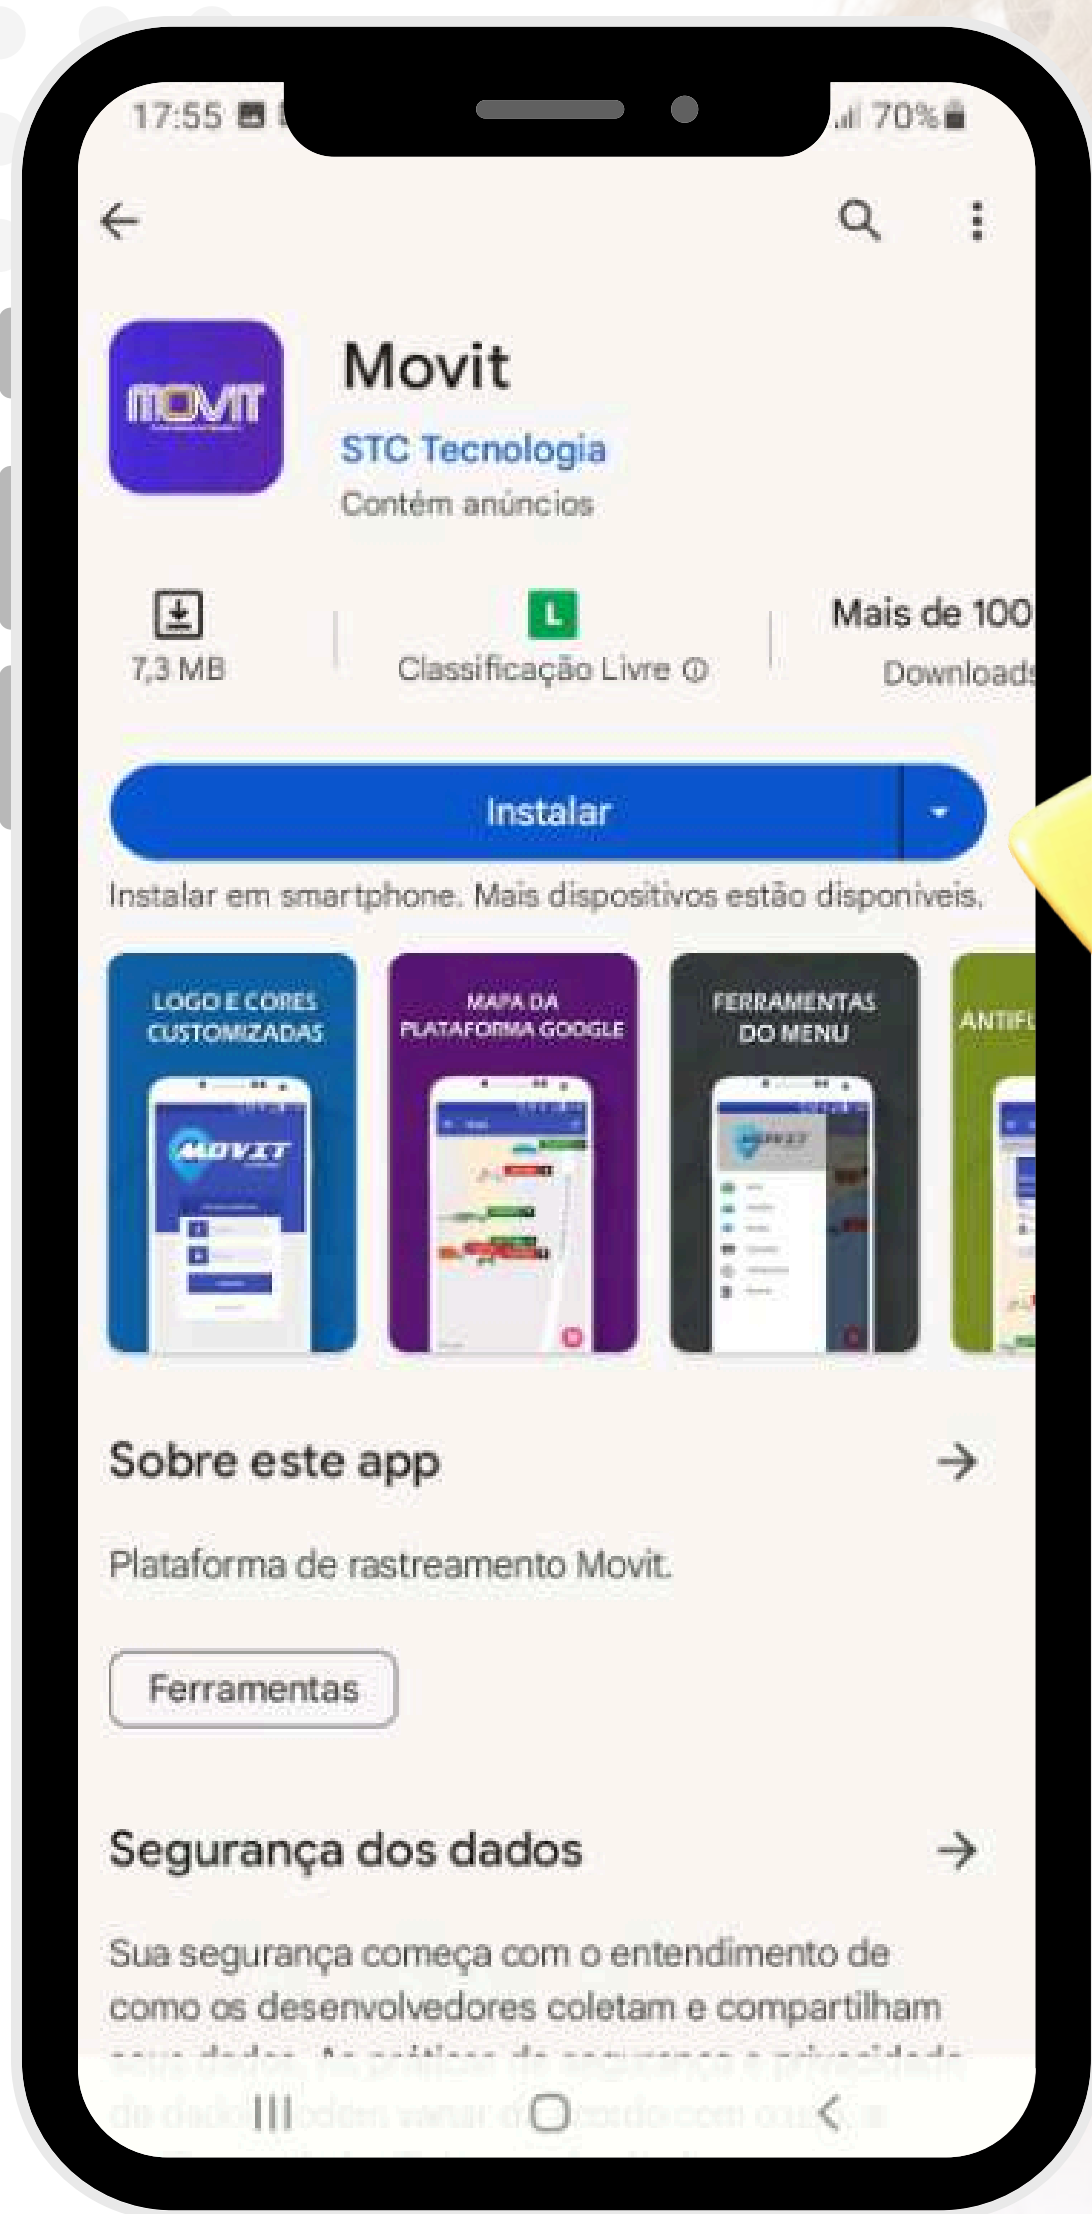 17:55
70%
MOVIT
Movit
STC Tecnologia
Contém anúncios
7,3 MB
L
Classificação Livre
Mais de 100
Downloads
Instalar
Instalar em smartphone. Mais dispositivos estão disponíveis.
LOGO E CORES
CUSTOMIZADAS
MOVIT
MAPA DA
PLATAFORMA GOOGLE
FERRAMENTAS
DO MENU
MOVIT
Sobre este app
Plataforma de rastreamento Movit.
Ferramentas
Segurança dos dados
Sua segurança começa com o entendimento de
como os desenvolvedores coletam e compartilham